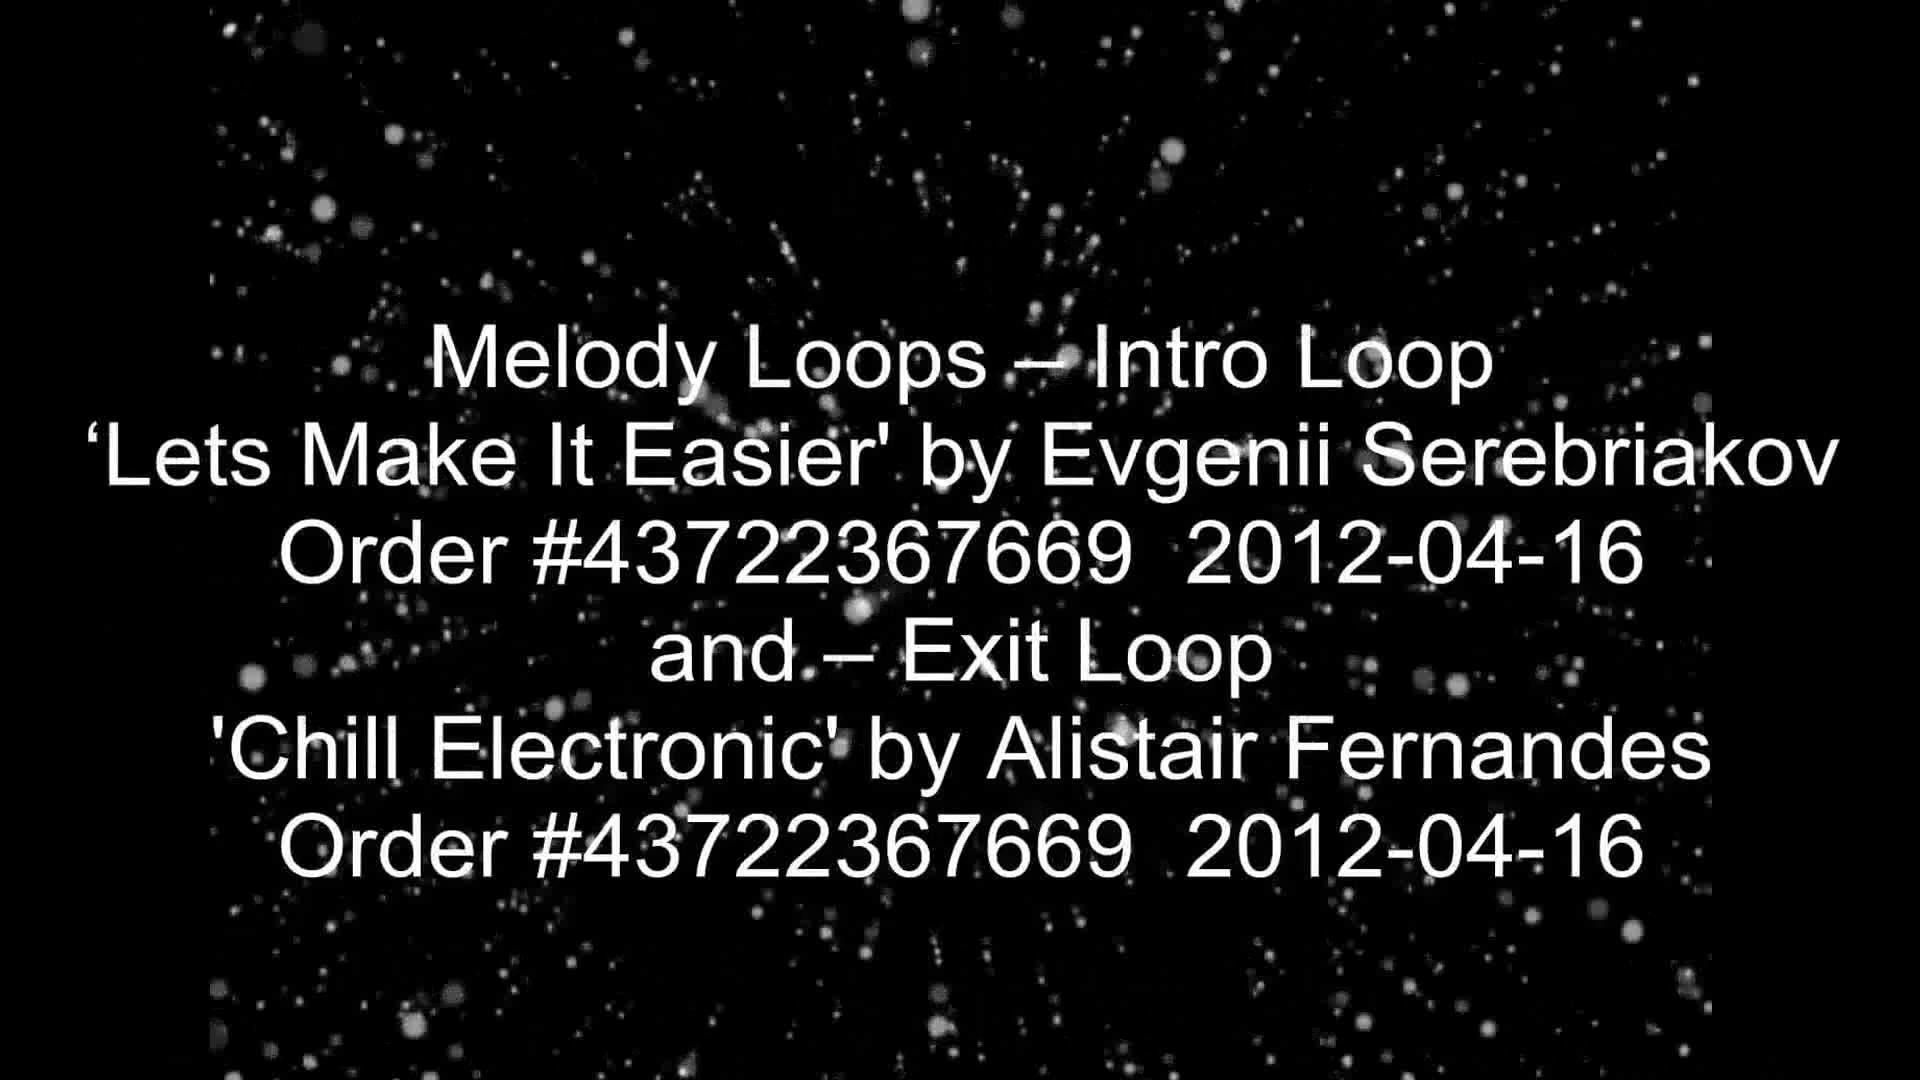 Melody Loops – Intro Loop
‘Lets Make It Easier' by Evgenii Serebriakov
Order #43722367669  2012-04-16
and – Exit Loop
'Chill Electronic' by Alistair Fernandes
Order #43722367669  2012-04-16